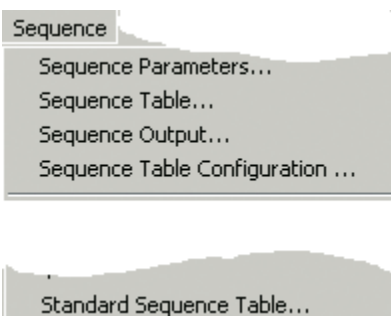 Sequence
Sequence Parameters...
Sequence Table...
Sequence Output...
Sequence Table Configuration ...
Standard Sequence Table...